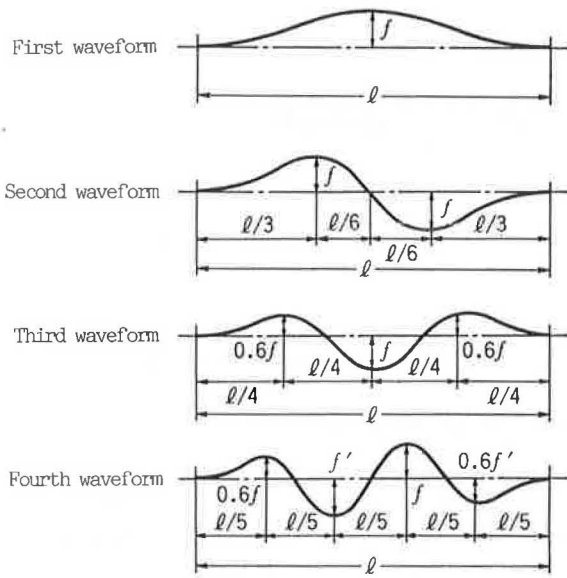 First waveform
f
ℓ
Second waveform
f
f
ℓ/3
ℓ/6
ℓ/3
ℓ/6
ℓ
Third waveform
0.6f
f
0.6f
ℓ/4
ℓ/4
ℓ/4
ℓ/4
ℓ
Fourth waveform
f'
0.6f'
0.6f
f
ℓ/5
ℓ/5
ℓ/5
ℓ/5
ℓ/5
ℓ